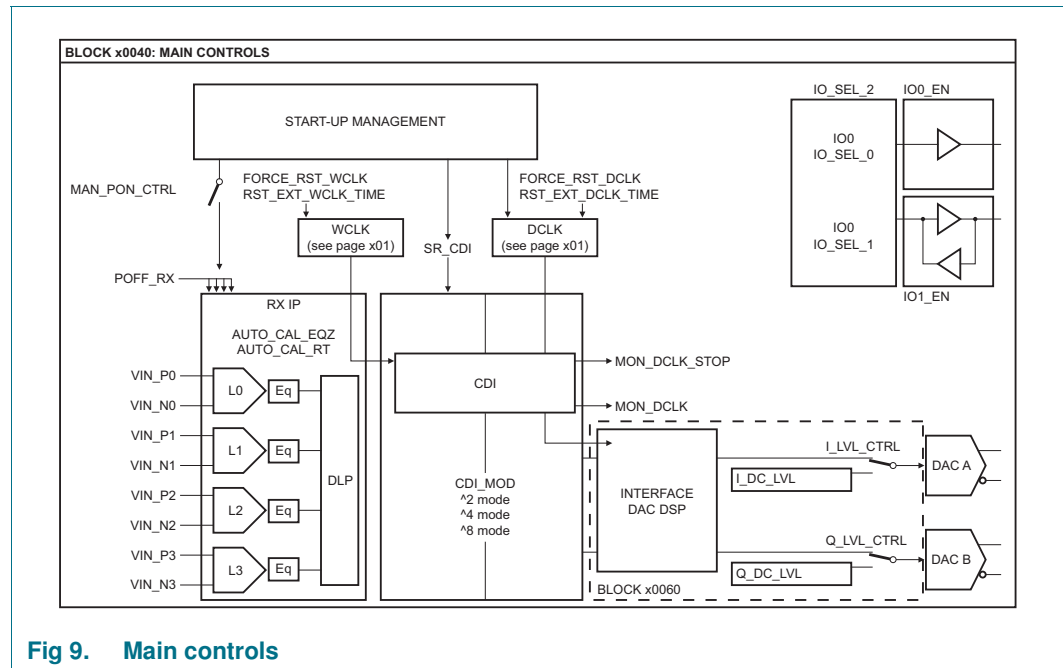 BLOCK x0040: MAIN CONTROLS
START-UP MANAGEMENT
MAN_PON_CTRL
FORCE_RST_WCLK
RST_EXT_WCLK_TIME
FORCE_RST_DCLK
RST_EXT_DCLK_TIME
WCLK
(see page x01)
SR_CDI
DCLK
(see page x01)
IO_SEL_2
IO0_EN
IO0
IO_SEL_0
IO0
IO_SEL_1
IO1_EN
POFF_RX
RX IP
AUTO_CAL_EQZ
AUTO_CAL_RT
VIN_P0
VIN_N0
L0
Eq
VIN_P1
VIN_N1
L1
Eq
VIN_P2
VIN_N2
L2
Eq
VIN_P3
VIN_N3
L3
Eq
DLP
CDI
MON_DCLK_STOP
MON_DCLK
CDI_MOD
^2 mode
^4 mode
^8 mode
INTERFACE
DAC DSP
I_LVL_CTRL
I_DC_LVL
DAC A
Q_LVL_CTRL
Q_DC_LVL
DAC B
BLOCK x0060
Fig 9. Main controls